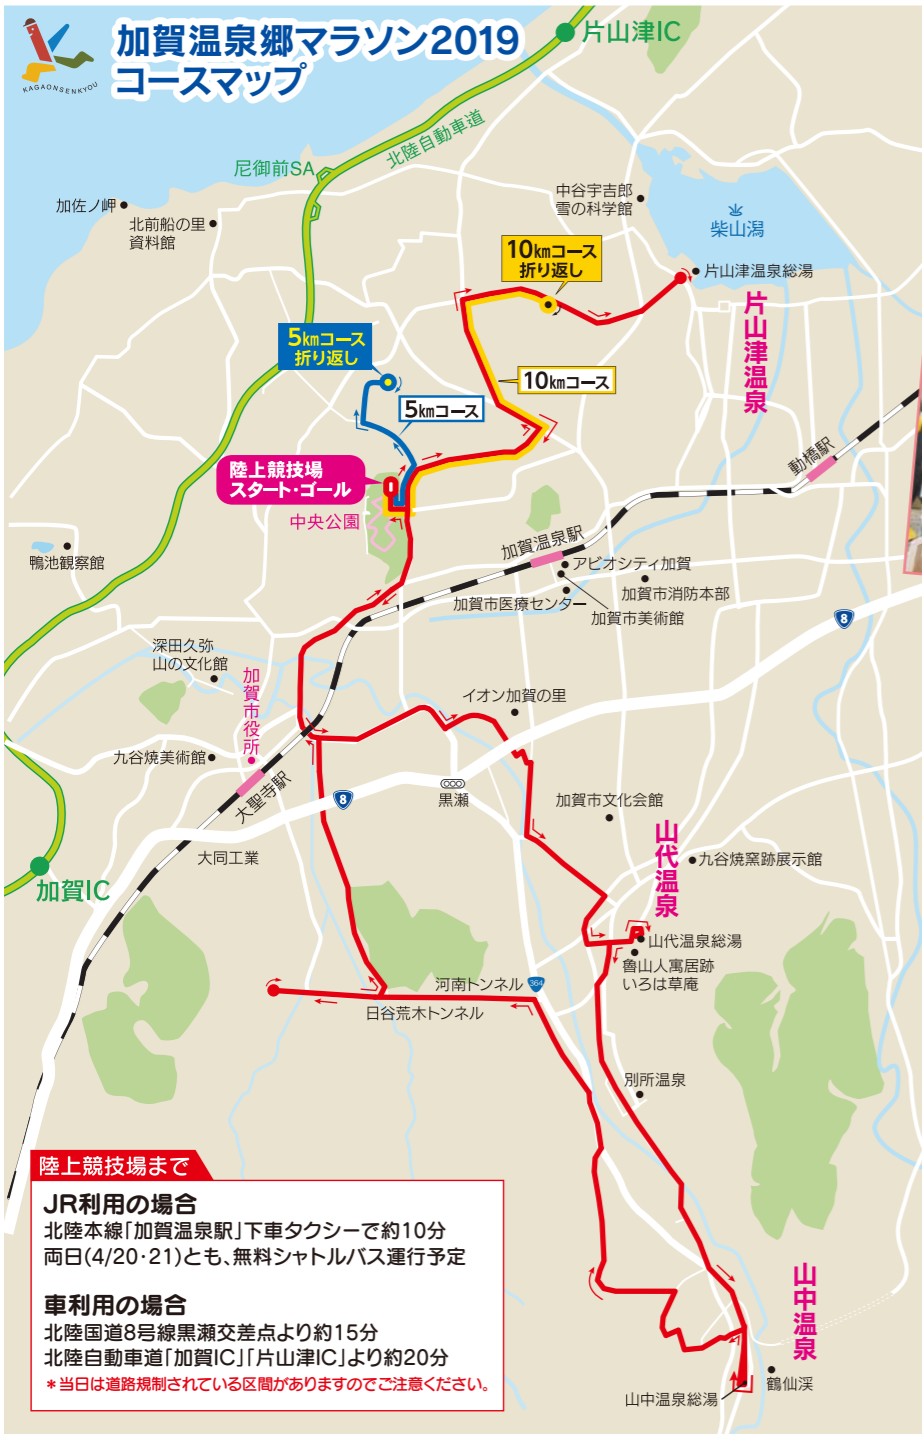 加賀温泉郷マラソン2019
コースマップ
KAGAONSENKYOU
片山津IC
北陸自動車道
尼御前SA
加佐ノ岬
北前船の里
資料館
中谷宇吉郎
雪の科学館
柴山潟
10kmコース
折り返し
片山津温泉総湯
片山津温泉
5kmコース
折り返し
10kmコース
5kmコース
陸上競技場
スタート・ゴール
中央公園
動橋駅
加賀温泉駅
鴨池観察館
アビオシティ加賀
加賀市消防本部
加賀市医療センター
加賀市美術館
8
深田久弥
山の文化館
加賀市役所
イオン加賀の里
九谷焼美術館
大聖寺駅
8
黒瀬
加賀市文化会館
大同工業
山代温泉
九谷焼窯跡展示館
加賀IC
山代温泉総湯
魯山人寓居跡
いろは草庵
河南トンネル
364
日谷荒木トンネル
別所温泉
陸上競技場まで
JR利用の場合
北陸本線「加賀温泉駅」下車タクシーで約10分
両日(4/20・21)とも、無料シャトルバス運行予定
車利用の場合
北陸国道8号線黒瀬交差点より約15分
北陸自動車道「加賀IC」「片山津IC」より約20分
*当日は道路規制されている区間がありますのでご注意ください。
山中温泉
鶴仙渓
山中温泉総湯